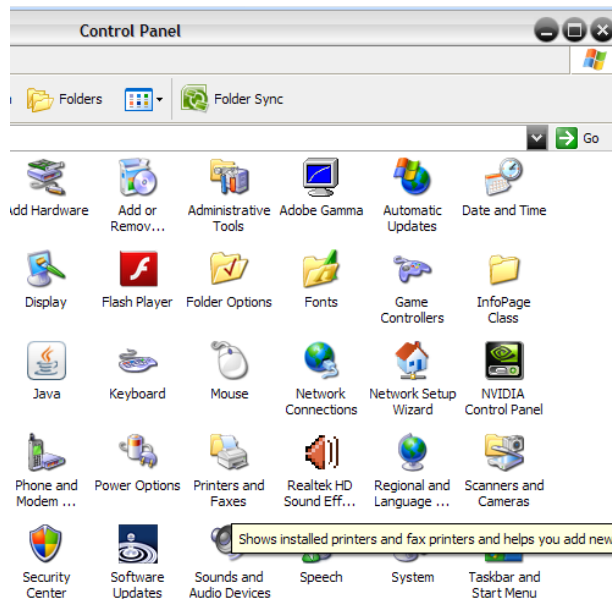 Control Panel
Folders
Folder Sync
Go
Add Hardware
Add or
Remov...
Administrative
Tools
Adobe Gamma
Automatic
Updates
Date and Time
Display
Flash Player
Folder Options
Fonts
Game
Controllers
InfoPage
Class
Java
Keyboard
Mouse
Network
Connections
Network Setup
Wizard
NVIDIA
Control Panel
Phone and
Modem ...
Power Options
Printers and
Faxes
Realtek HD
Sound Eff...
Regional and
Language ...
Scanners and
Cameras
Shows installed printers and fax printers and helps you add new
Security
Center
Software
Updates
Sounds and
Audio Devices
Speech
System
Taskbar and
Start Menu